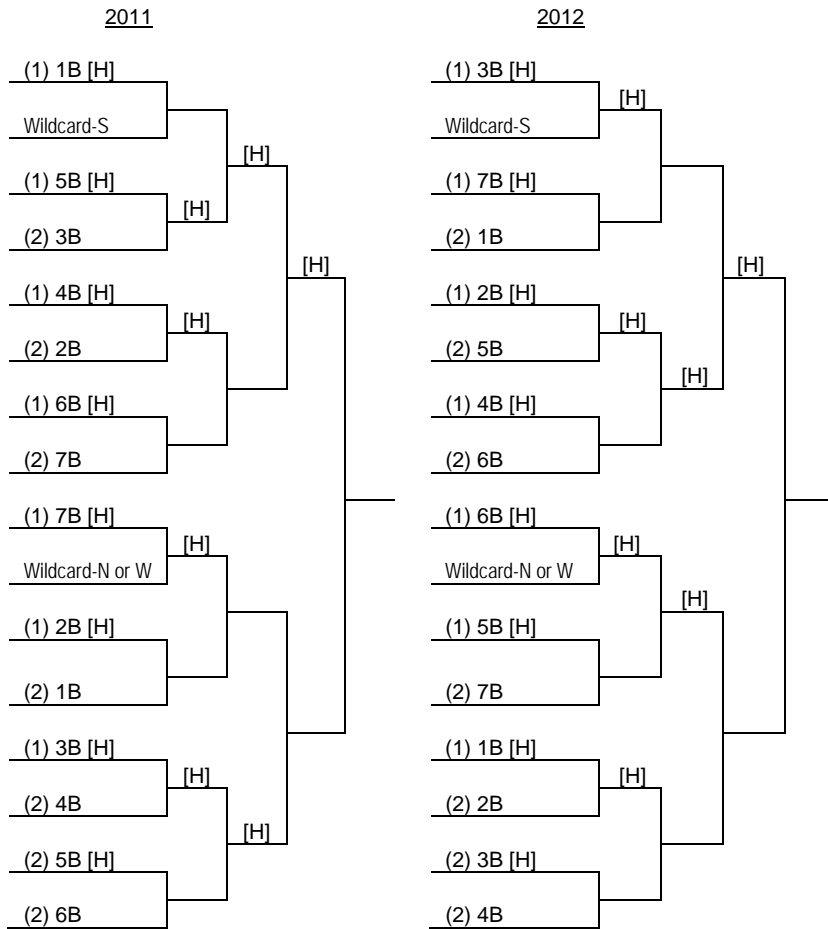 2011
(1) 1B [H]
Wildcard-S
[H]
(1) 5B [H]
[H]
(2) 3B
[H]
(1) 4B [H]
[H]
(2) 2B
(1) 6B [H]
(2) 7B
(1) 7B [H]
[H]
Wildcard-N or W
(1) 2B [H]
(2) 1B
(1) 3B [H]
[H]
(2) 4B
[H]
(2) 5B [H]
(2) 6B
2012
(1) 3B [H]
[H]
Wildcard-S
(1) 7B [H]
(2) 1B
[H]
(1) 2B [H]
[H]
(2) 5B
[H]
(1) 4B [H]
(2) 6B
(1) 6B [H]
[H]
Wildcard-N or W
[H]
(1) 5B [H]
(2) 7B
(1) 1B [H]
[H]
(2) 2B
(2) 3B [H]
(2) 4B